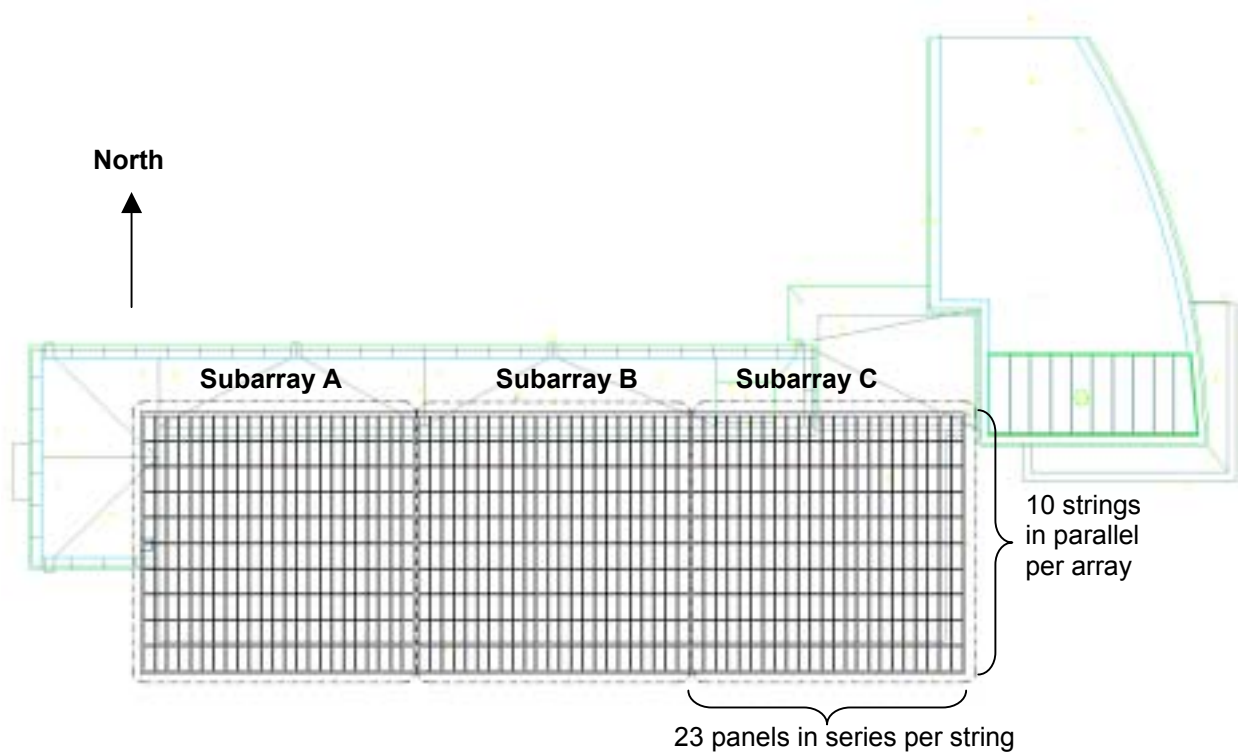 North
Subarray A
Subarray B
Subarray C
10 strings
in parallel
per array
23 panels in series per string